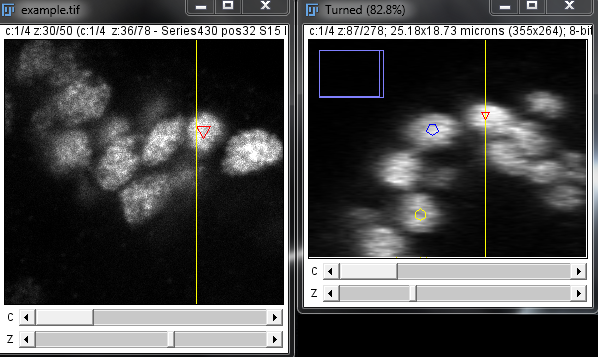 example.tif
c:1/4 z:30/50 (c:1/4 z:36/78 - Series430 pos32 S15
C
Z
Turned (82.8%)
c:1/4 z:87/278; 25.18x18.73 microns (355x264); 8-bit
C
Z